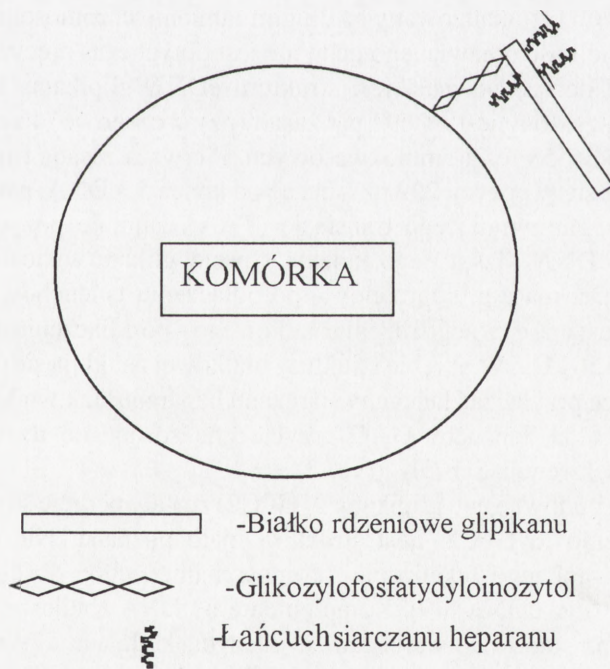 KOMÓRKA
-Białko rdzeniowe glipikanu
-Glikozylofosfatydyloinozytol
-Łańcuch siarczanu heparanu